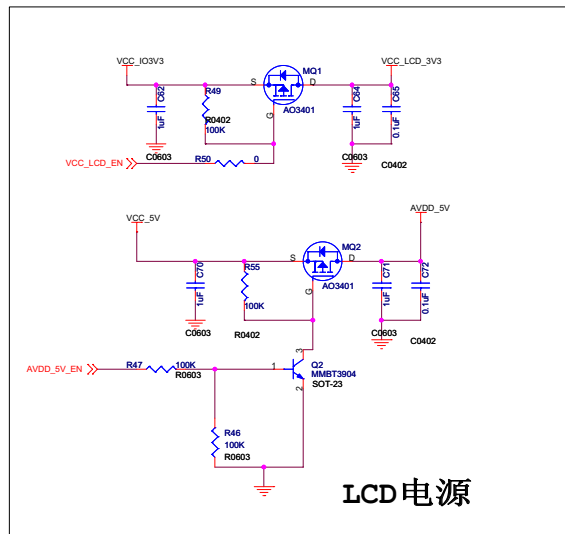 VCC_IO3V3
VCC_LCD_3V3
MQ1
S
D
G
AO3401
C62
1uF
C0603
R49
R0402
100K
C64
1uF
C0603
C65
0.1uF
C0402
VCC_LCD_EN
R50
0
VCC_5V
AVDD_5V
MQ2
S
D
G
AO3401
C70
1uF
C0603
R55
100K
R0402
C71
1uF
C0603
C72
0.1uF
C0402
AVDD_5V_EN
R47
100K
R0603
1
3
2
Q2
MMBT3904
SOT-23
R46
100K
R0603
LCD电源